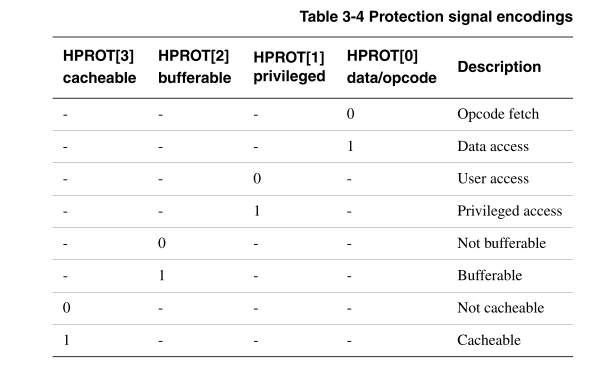 Table 3-4 Protection signal encodings
HPROT[3] HPROT[2] HPROT[1] HPROT[0] Description
cacheable bufferable privileged data/opcode
- - - 0 Opcode fetch
- - - 1 Data access
- - 0 - User access
- - 1 - Privileged access
- 0 - - Not bufferable
- 1 - - Bufferable
0 - - - Not cacheable
1 - - - Cacheable